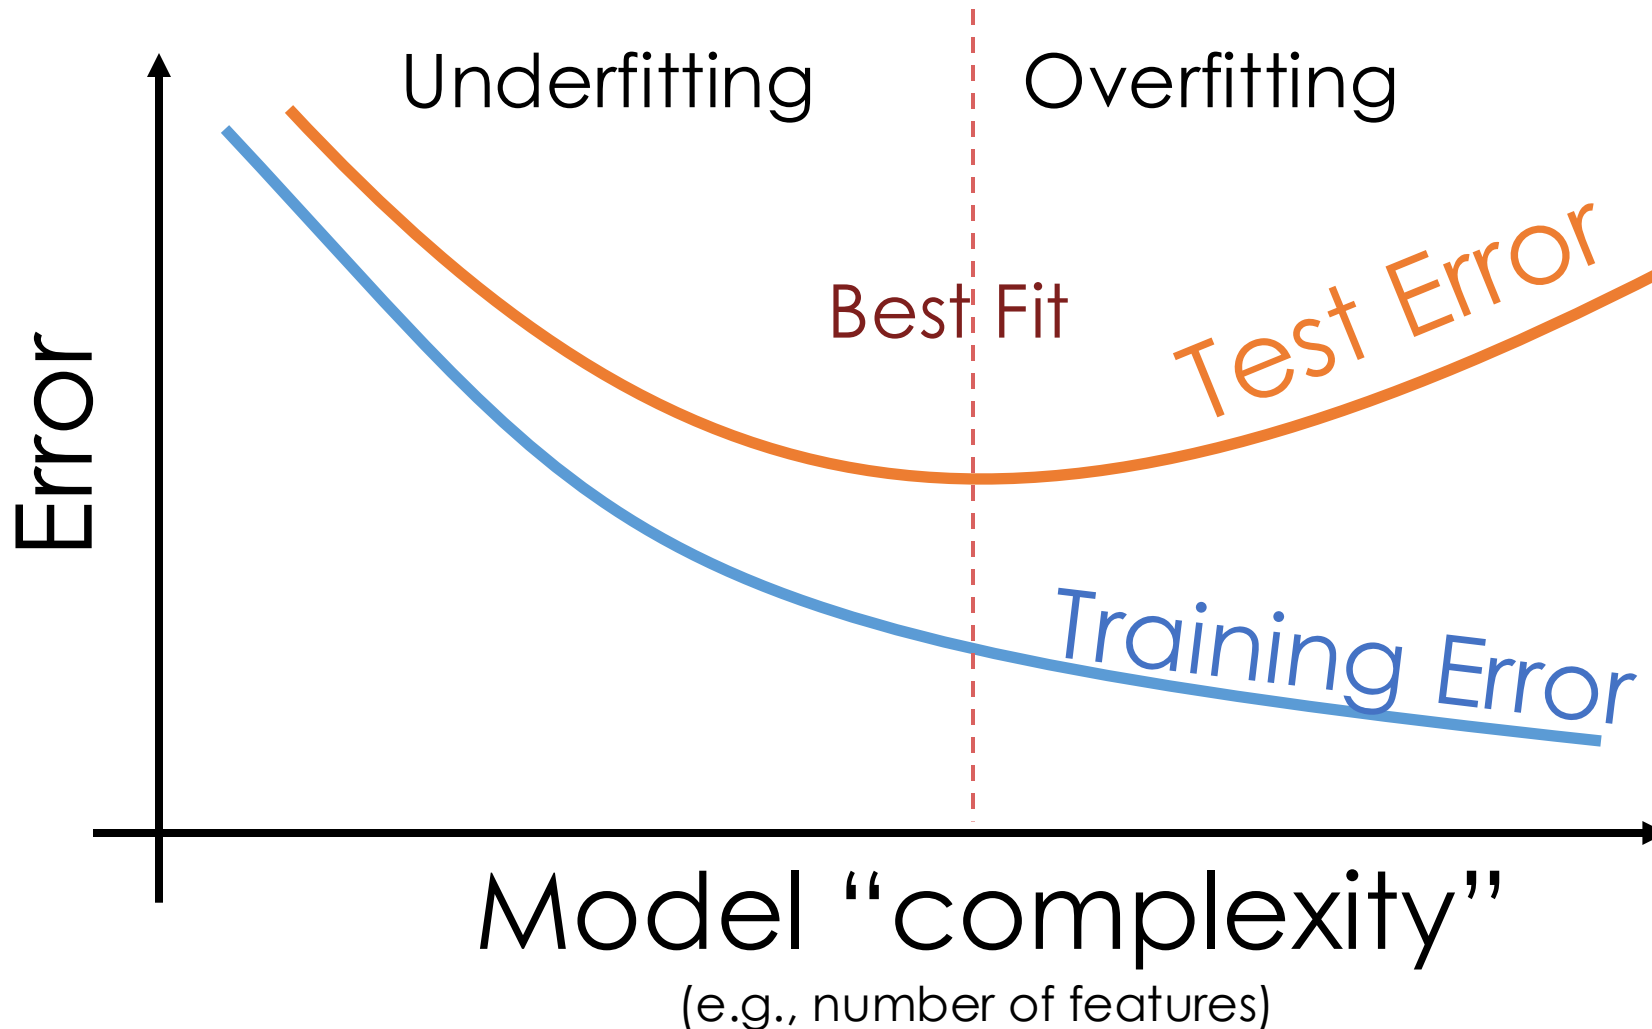 Underfitting
Overfitting
Best Fit
Test Error
Training Error
Error
Model “complexity”
(e.g., number of features)